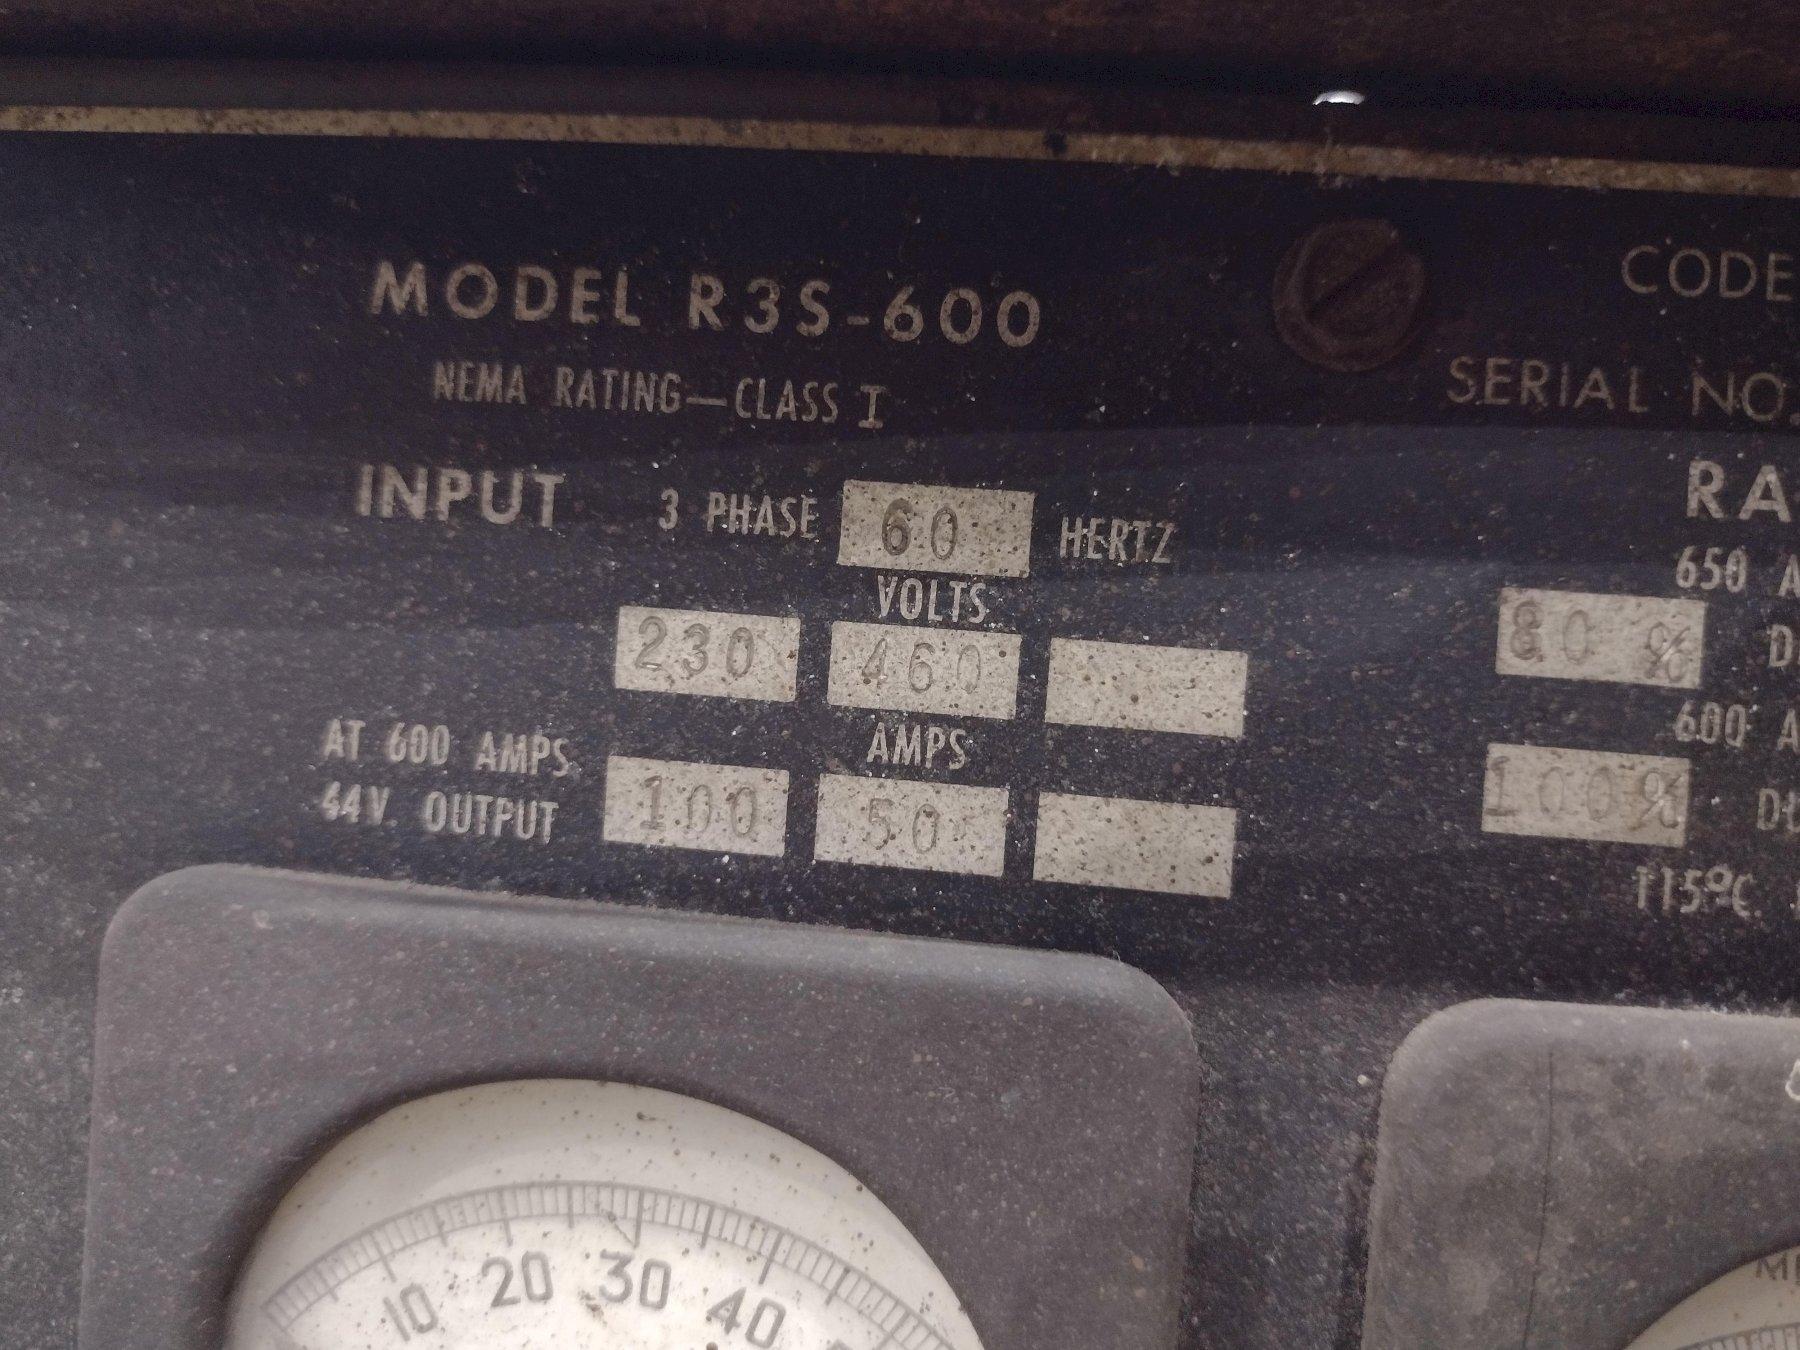 MODEL R3S-600
CODE
NEMA RATING—CLASS I
SERIAL NO.
INPUT 3 PHASE 60 HERTZ
RA
VOLTS
650 A
230 460
80 %
AT 600 AMPS
44V. OUTPUT
AMPS
600 A
100 50
100%
115°C
10 20 30 40